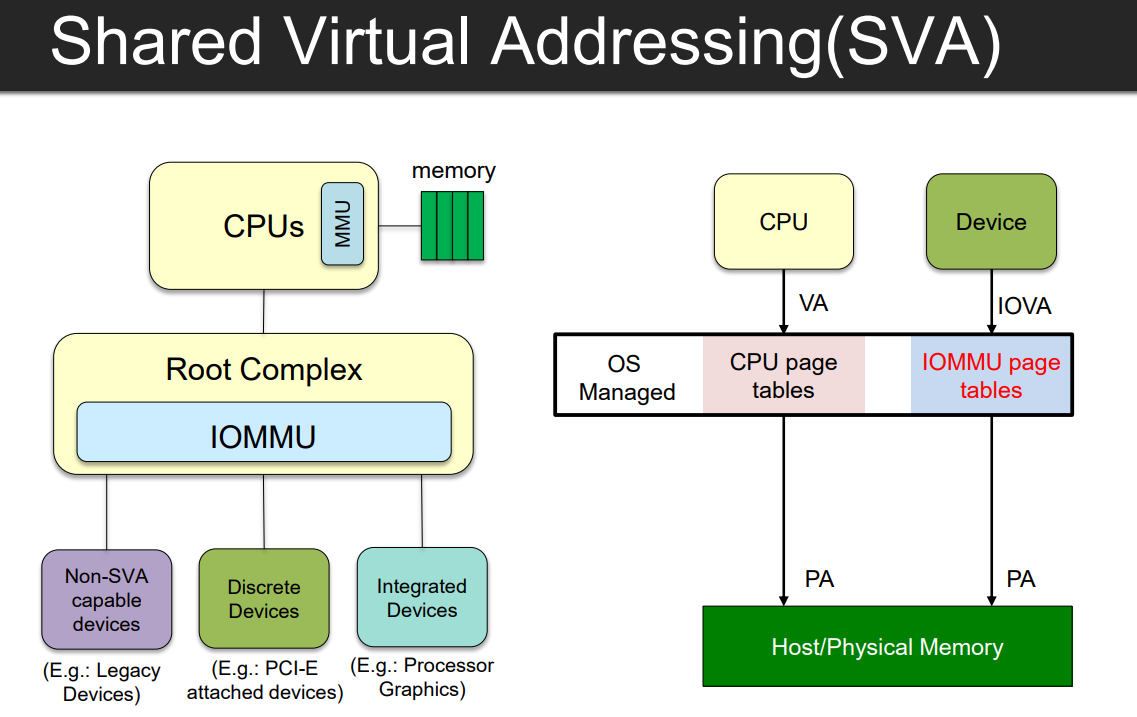 Shared Virtual Addressing(SVA)
memory
CPUs
MMU
Root Complex
IOMMU
Non-SVA
capable
devices
(E.g.: Legacy
Devices)
Discrete
Devices
(E.g.: PCI-E
attached devices)
Integrated
Devices
(E.g.: Processor
Graphics)
CPU
Device
VA
IOVA
OS
Managed
CPU page
tables
IOMMU page
tables
PA
PA
Host/Physical Memory